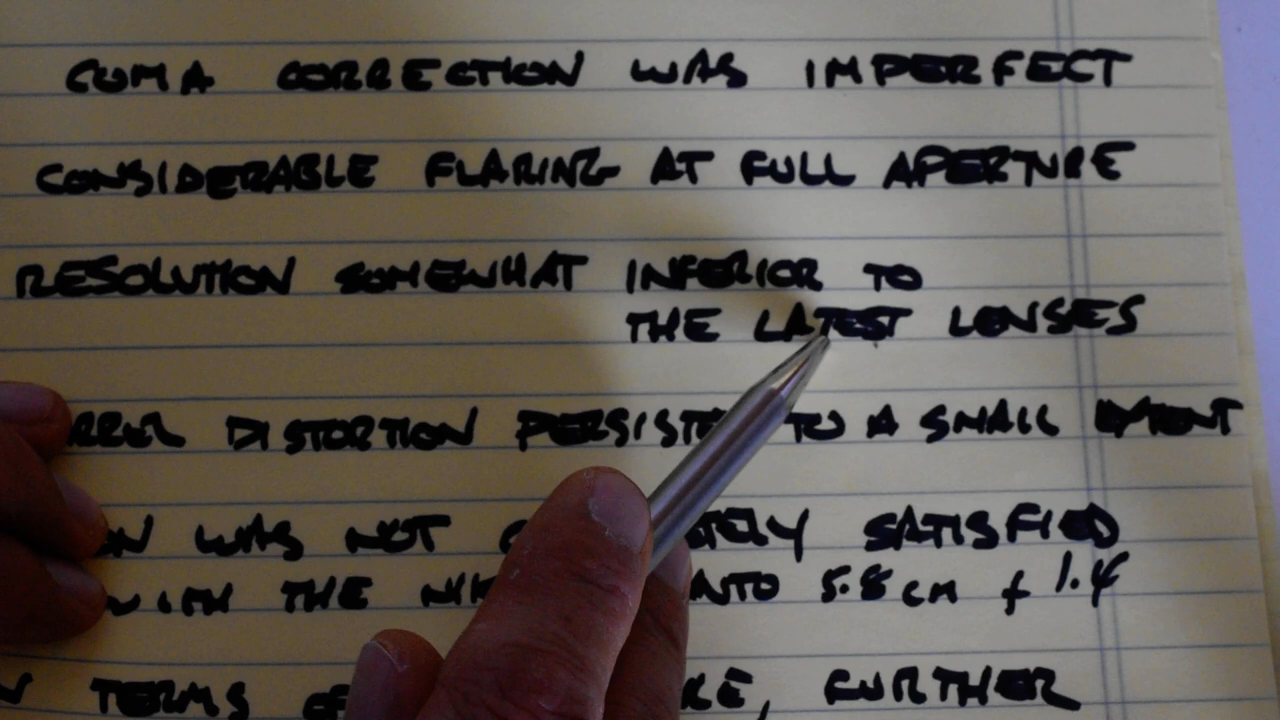 COMA CORRECTION WAS IMPERFECT
CONSIDERABLE FLARING AT FULL APERTURE
RESOLUTION SOMEWHAT INFERIOR TO
THE LATEST LENSES
DISTORTION TO A SMALL EXTENT
WAS NOT SATISFIED
WITH THE 5.8 CM f 1.4
TERMS FURTHER